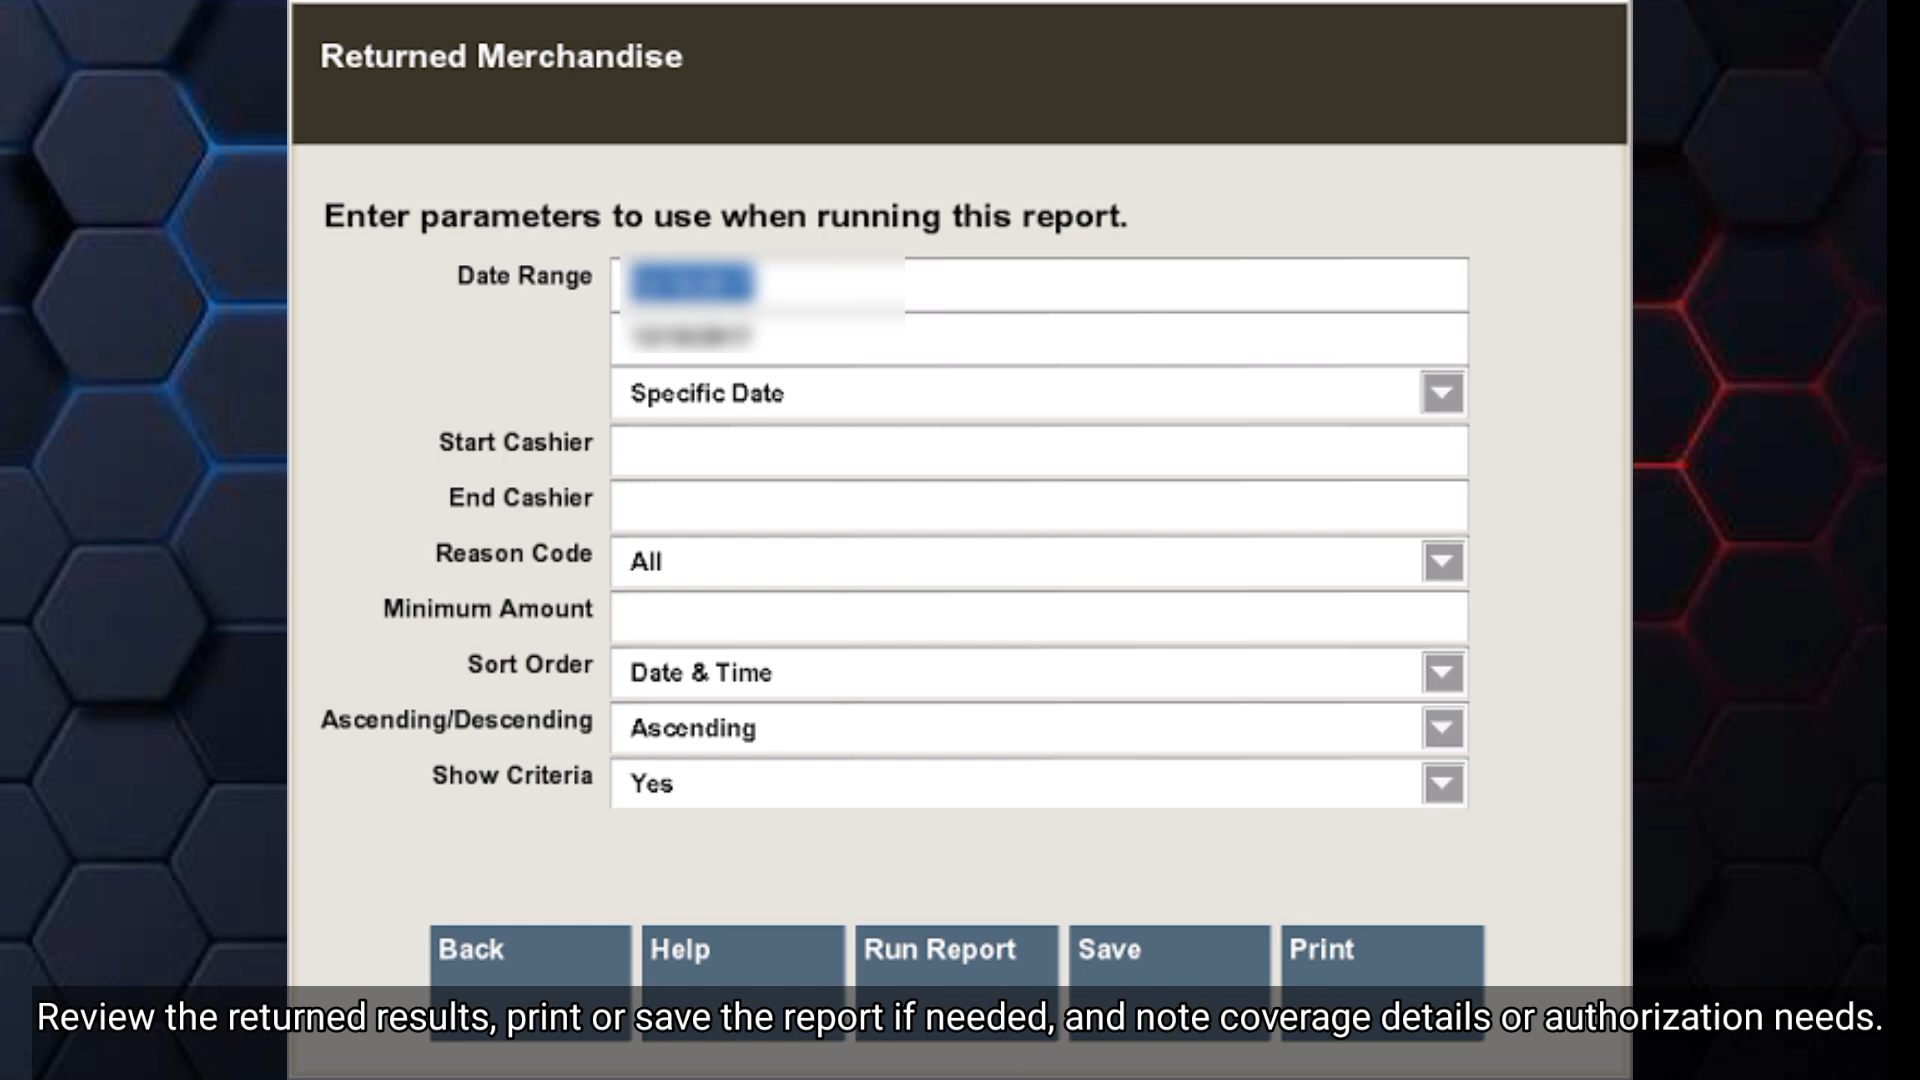 Returned Merchandise
Enter parameters to use when running this report.
Date Range
Specific Date
Start Cashier
End Cashier
Reason Code
All
Minimum Amount
Sort Order
Date & Time
Ascending/Descending
Ascending
Show Criteria
Yes
Back
Help
Run Report
Save
Print
Review the returned results, print or save the report if needed, and note coverage details or authorization needs.